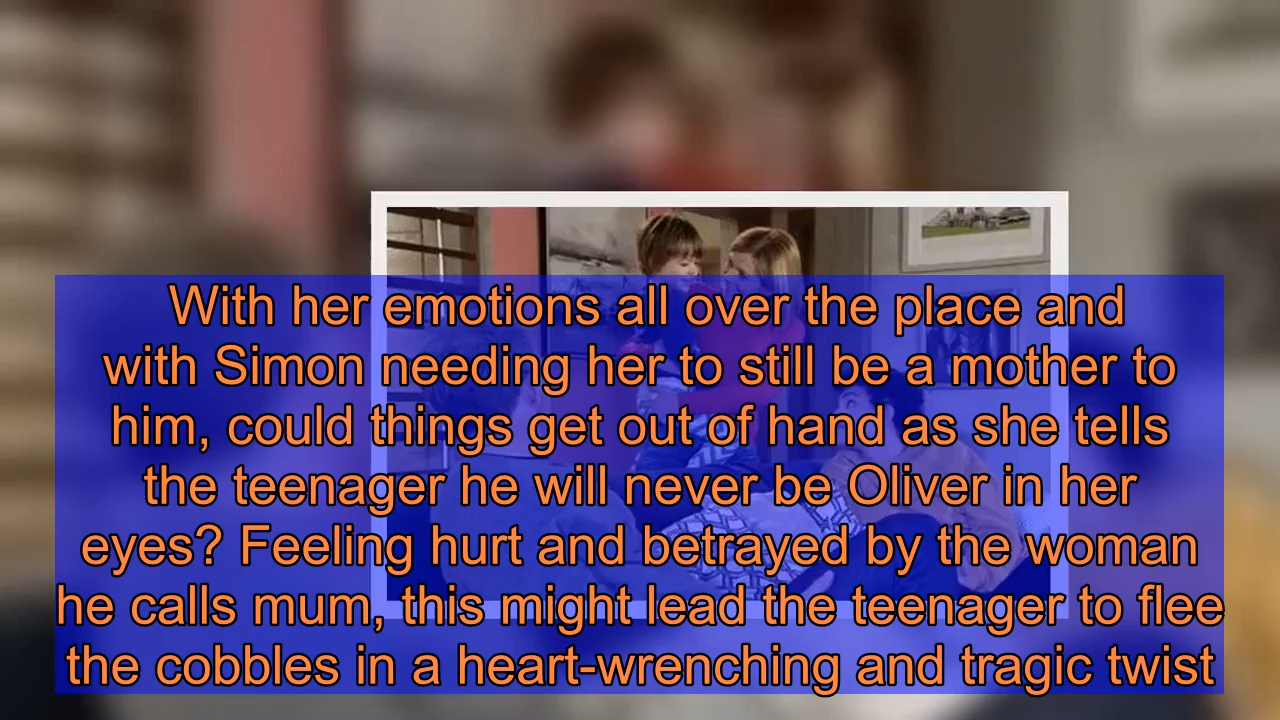 With her emotions all over the place and
with Simon needing her to still be a mother to
him, could things get out of hand as she tells
the teenager he will never be Oliver in her
eyes? Feeling hurt and betrayed by the woman
he calls mum, this might lead the teenager to flee
the cobbles in a heart-wrenching and tragic twist